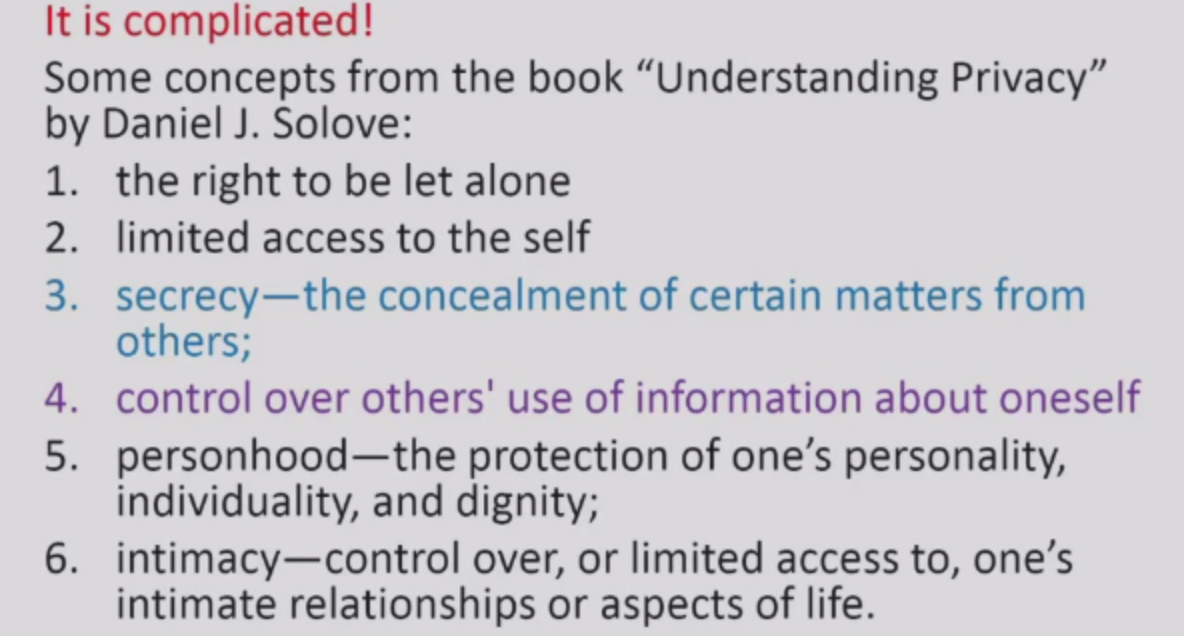 It is complicated!
Some concepts from the book “Understanding Privacy”
by Daniel J. Solove:
1. the right to be let alone
2. limited access to the self
3. secrecy—the concealment of certain matters from
others;
4. control over others' use of information about oneself
5. personhood—the protection of one’s personality,
individuality, and dignity;
6. intimacy—control over, or limited access to, one’s
intimate relationships or aspects of life.